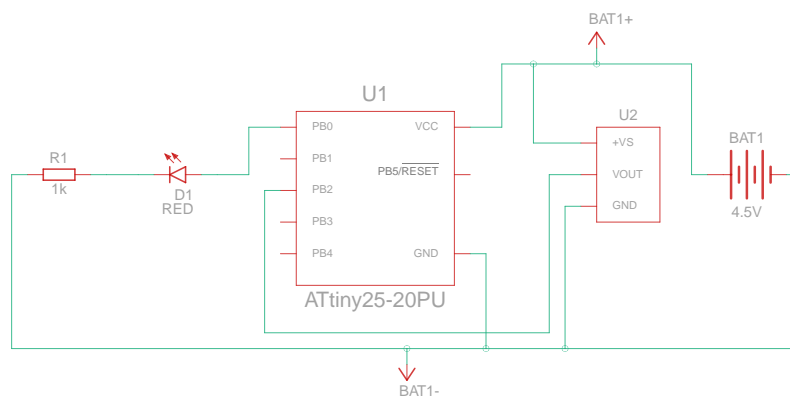 BAT1+
U1
U2
PB0
VCC
R1
PB1
+VS
BAT1
PB5/RESET
VOUT
1k
D1
PB2
RED
PB3
GND
4.5V
PB4
GND
ATtiny25-20PU
BAT1-